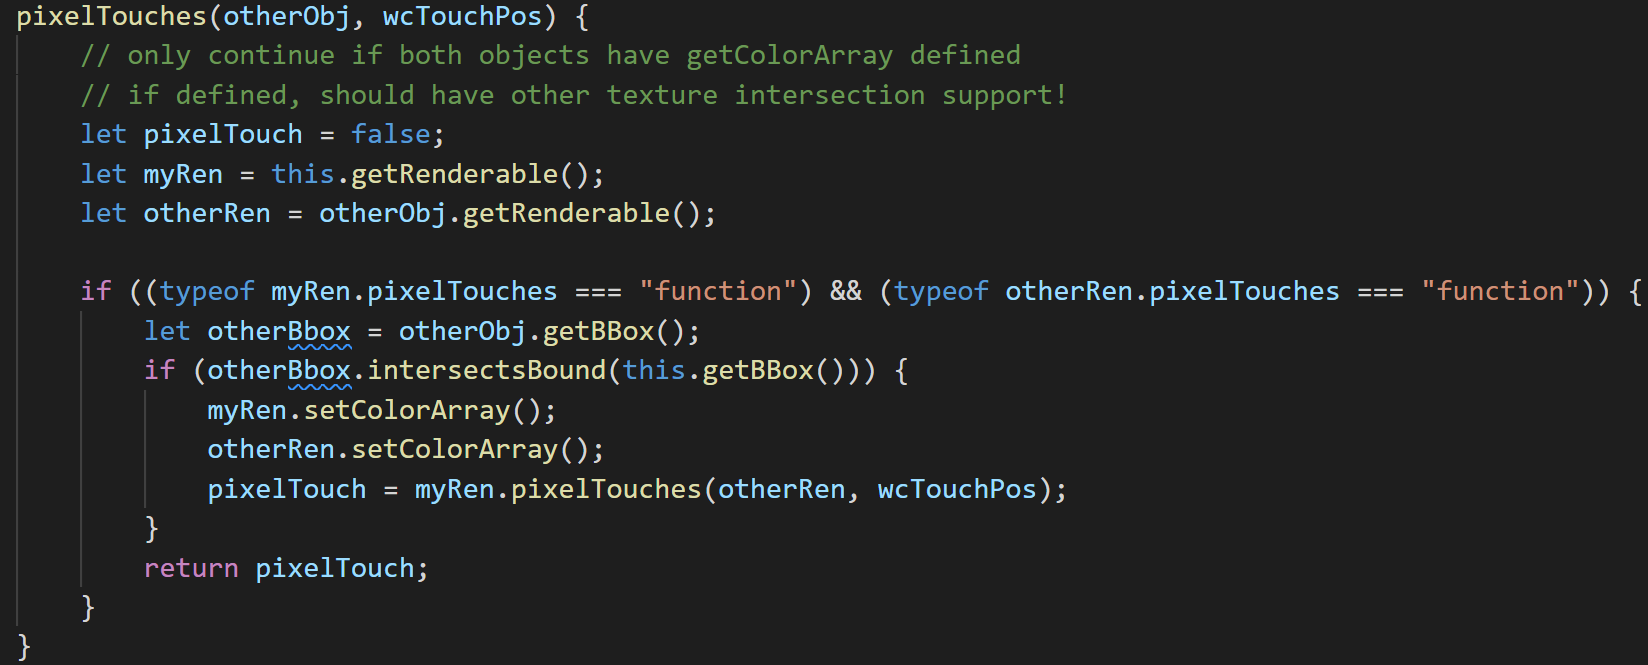 pixelTouches(otherObj, wcTouchPos) {
// only continue if both objects have getColorArray defined
// if defined, should have other texture intersection support!
let pixelTouch = false;
let myRen = this.getRenderable();
let otherRen = otherObj.getRenderable();
if ((typeof myRen.pixelTouches === "function") && (typeof otherRen.pixelTouches === "function")) {
let otherBbox = otherObj.getBBox();
if (otherBbox.intersectsBound(this.getBBox())) {
myRen.setColorArray();
otherRen.setColorArray();
pixelTouch = myRen.pixelTouches(otherRen, wcTouchPos);
}
return pixelTouch;
}
}